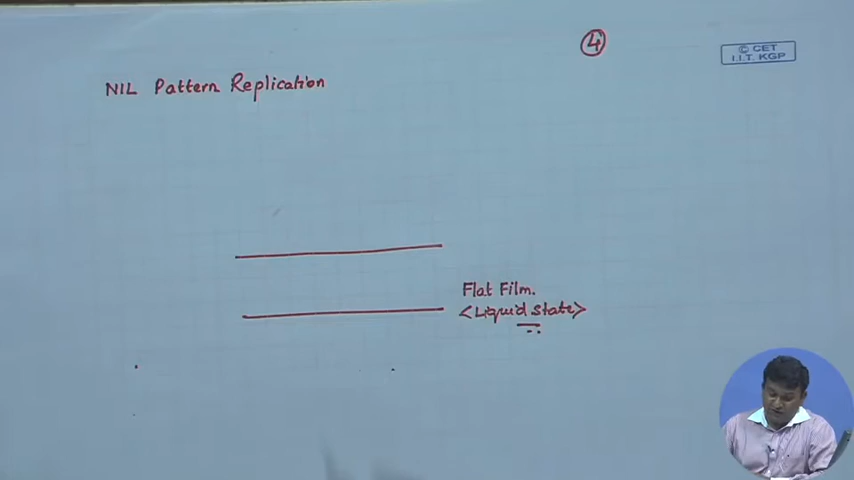 ④
© CET
I.I.T. KGP
NIL Pattern Replication
Flat Film.
<Liquid State>